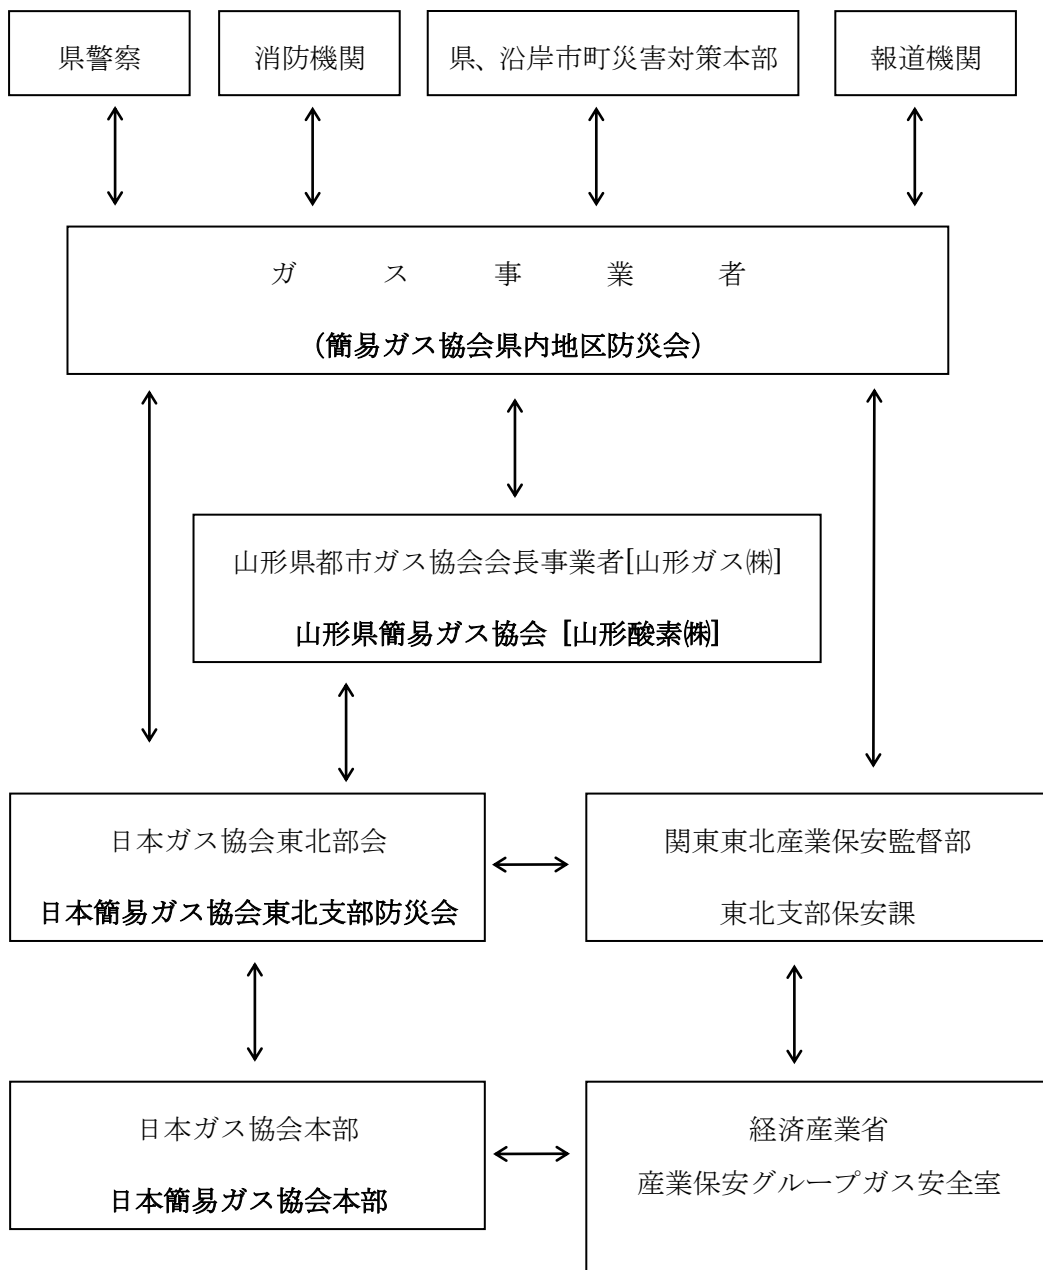 県警察
消防機関
県、沿岸市町災害対策本部
報道機関
ガス事業者
（簡易ガス協会県内地区防災会）
山形県都市ガス協会会長事業者[山形ガス㈱]
山形県簡易ガス協会 [山形酸素㈱]
日本ガス協会東北部会
日本簡易ガス協会東北支部防災会
関東東北産業保安監督部
東北支部保安課
日本ガス協会本部
日本簡易ガス協会本部
経済産業省
産業保安グループガス安全室